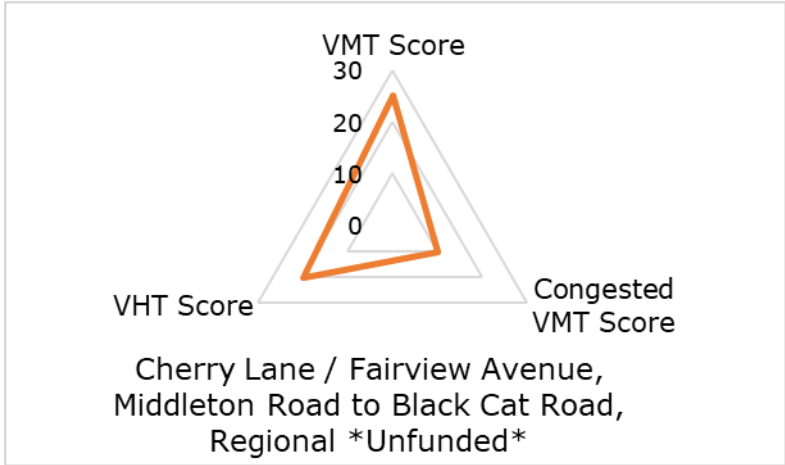 VMT Score
30
20
10
0
VHT Score
Congested
VMT Score
Cherry Lane / Fairview Avenue,
Middleton Road to Black Cat Road,
Regional *Unfunded*